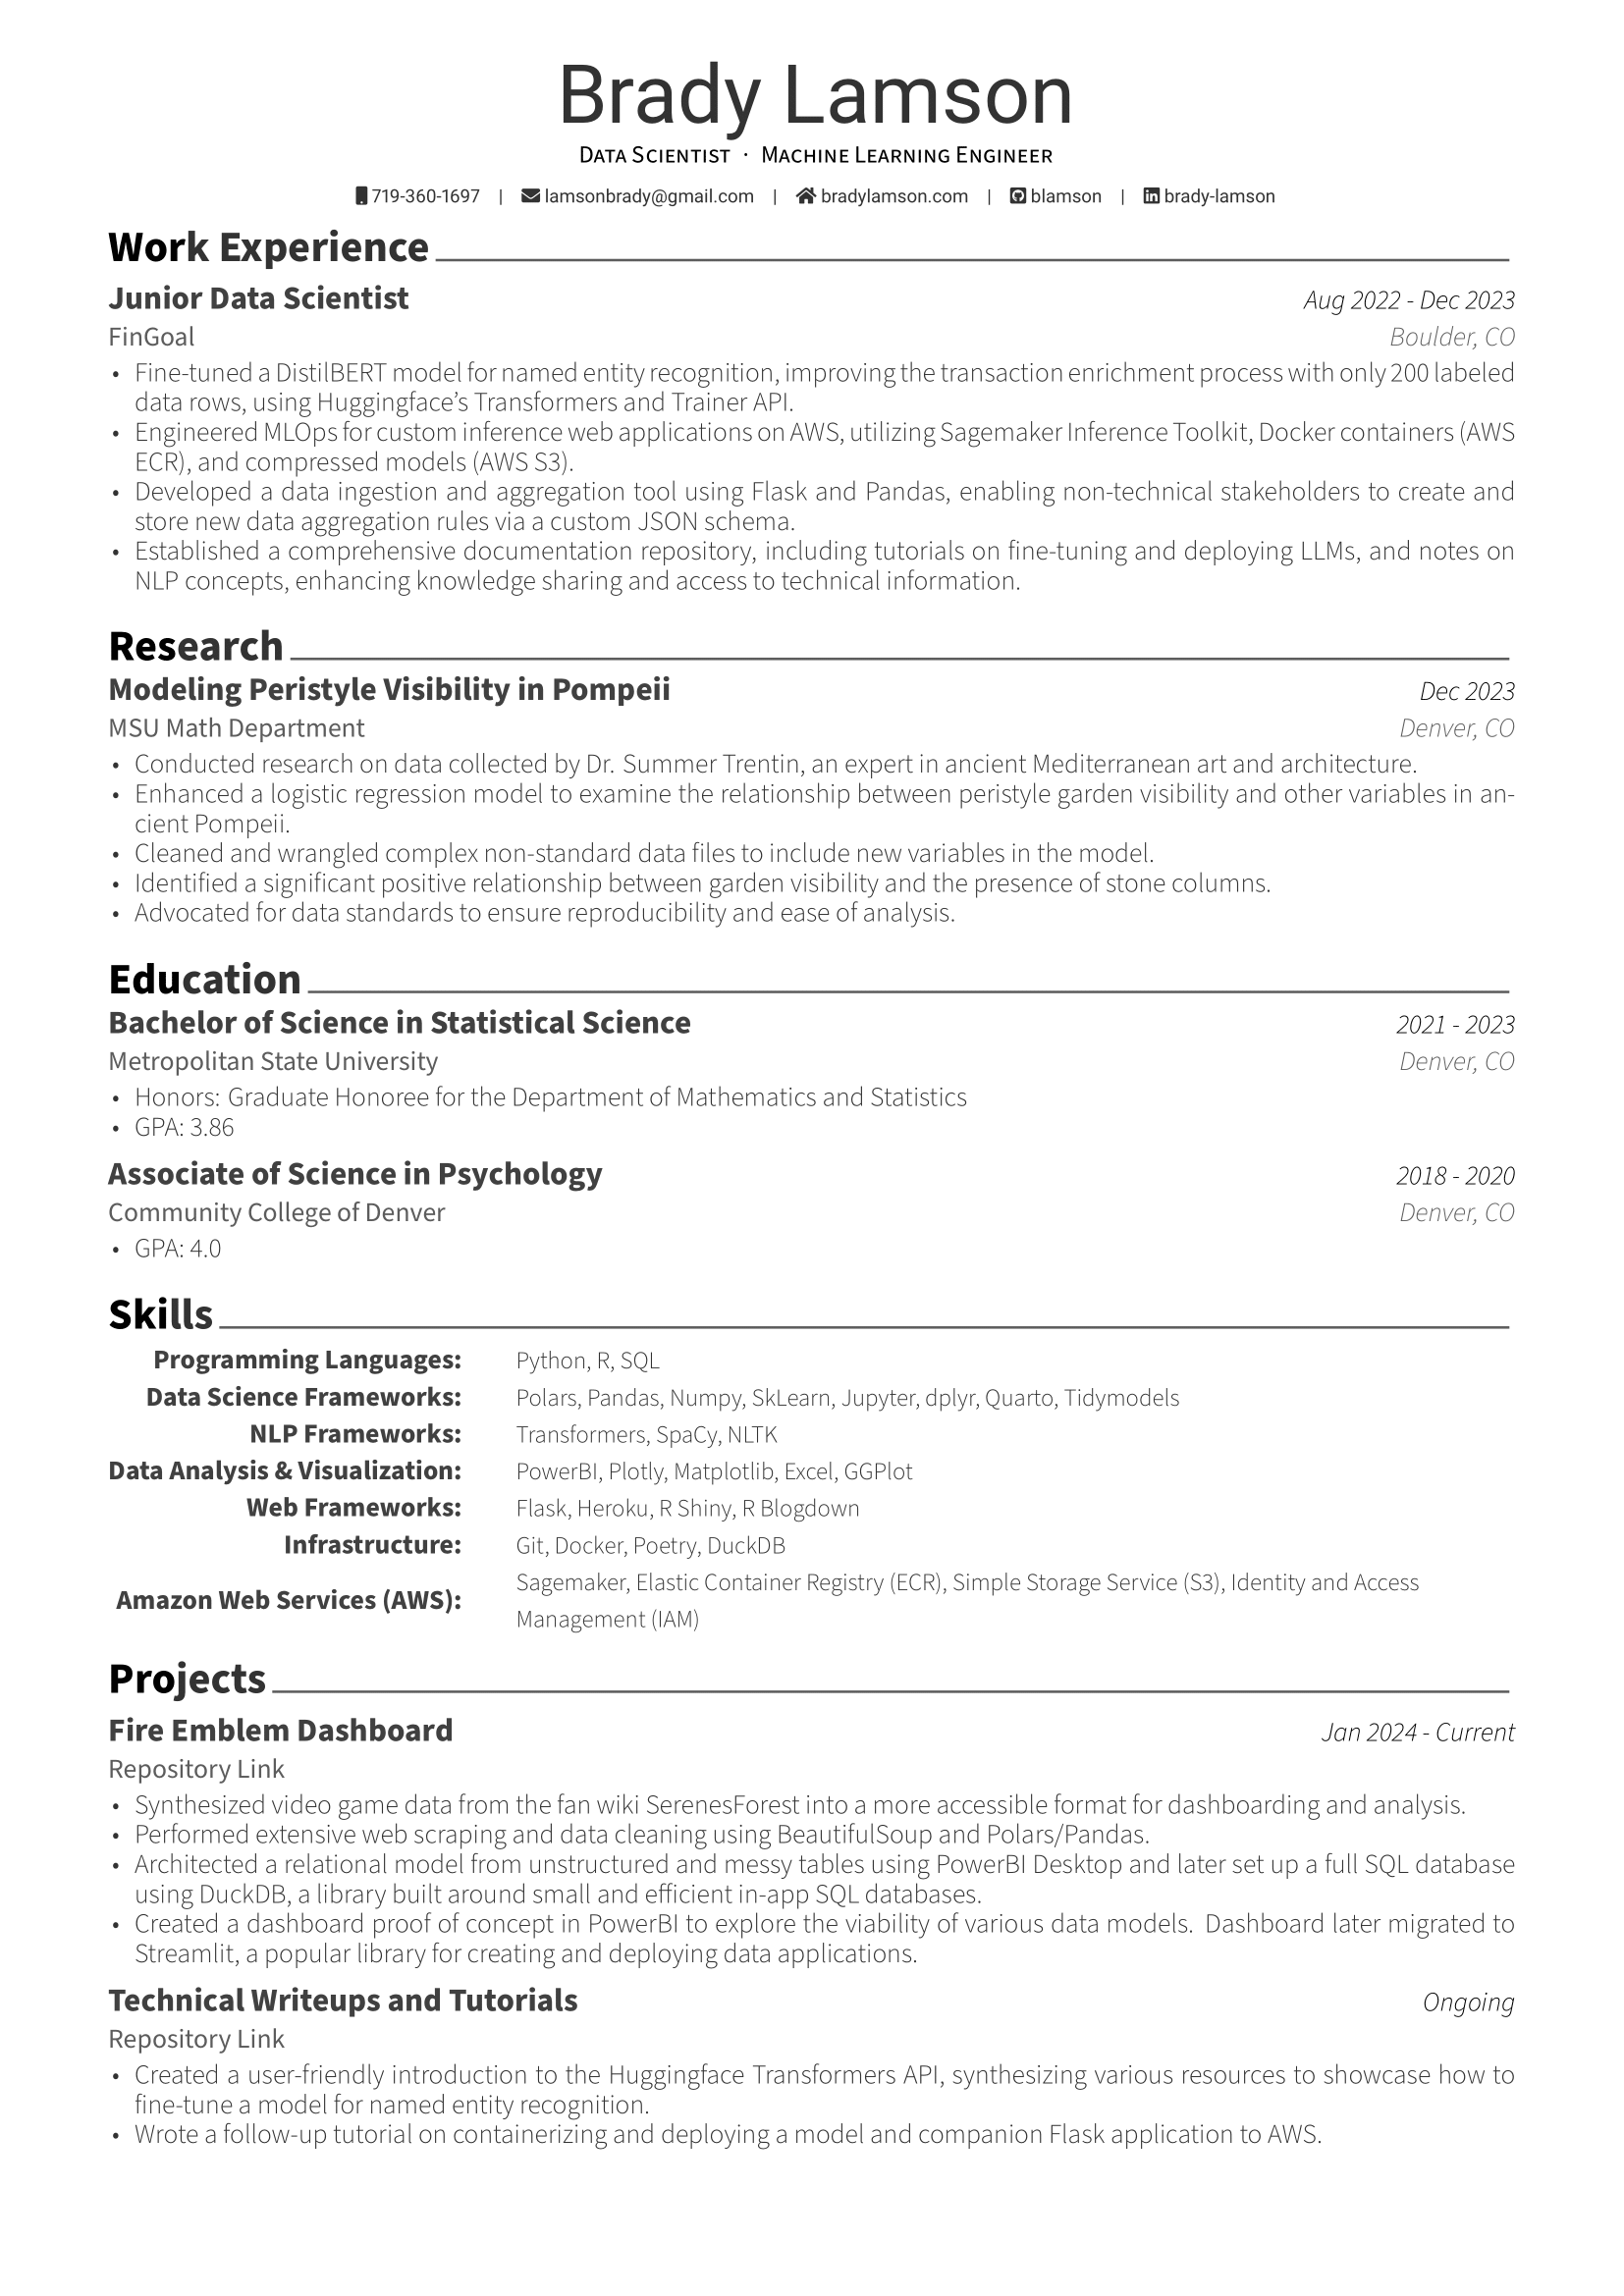 Brady Lamson
Data Scientist · Machine Learning Engineer
719-360-1697 | lamsonbrady@gmail.com | bradylamson.com | blamson | brady-lamson
Work Experience
Junior Data Scientist Aug 2022 - Dec 2023
FinGoal Boulder, CO
• Fine-tuned a DistilBERT model for named entity recognition, improving the transaction enrichment process with only 200 labeled
data rows, using Huggingface’s Transformers and Trainer API.
• Engineered MLOps for custom inference web applications on AWS, utilizing Sagemaker Inference Toolkit, Docker containers (AWS
ECR), and compressed models (AWS S3).
• Developed a data ingestion and aggregation tool using Flask and Pandas, enabling non-technical stakeholders to create and
store new data aggregation rules via a custom JSON schema.
• Established a comprehensive documentation repository, including tutorials on fine-tuning and deploying LLMs, and notes on
NLP concepts, enhancing knowledge sharing and access to technical information.
Research
Modeling Peristyle Visibility in Pompeii Dec 2023
MSU Math Department Denver, CO
• Conducted research on data collected by Dr. Summer Trentin, an expert in ancient Mediterranean art and architecture.
• Enhanced a logistic regression model to examine the relationship between peristyle garden visibility and other variables in an-
cient Pompeii.
• Cleaned and wrangled complex non-standard data files to include new variables in the model.
• Identified a significant positive relationship between garden visibility and the presence of stone columns.
• Advocated for data standards to ensure reproducibility and ease of analysis.
Education
Bachelor of Science in Statistical Science 2021 - 2023
Metropolitan State University Denver, CO
• Honors: Graduate Honoree for the Department of Mathematics and Statistics
• GPA: 3.86
Associate of Science in Psychology 2018 - 2020
Community College of Denver Denver, CO
• GPA: 4.0
Skills
Programming Languages: Python, R, SQL
Data Science Frameworks: Polars, Pandas, Numpy, SkLearn, Jupyter, dplyr, Quarto, Tidymodels
NLP Frameworks: Transformers, SpaCy, NLTK
Data Analysis & Visualization: PowerBI, Plotly, Matplotlib, Excel, GGPlot
Web Frameworks: Flask, Heroku, R Shiny, R Blogdown
Infrastructure: Git, Docker, Poetry, DuckDB
Amazon Web Services (AWS): Sagemaker, Elastic Container Registry (ECR), Simple Storage Service (S3), Identity and Access
Management (IAM)
Projects
Fire Emblem Dashboard Jan 2024 - Current
Repository Link
• Synthesized video game data from the fan wiki SerenesForest into a more accessible format for dashboarding and analysis.
• Performed extensive web scraping and data cleaning using BeautifulSoup and Polars/Pandas.
• Architected a relational model from unstructured and messy tables using PowerBI Desktop and later set up a full SQL database
using DuckDB, a library built around small and efficient in-app SQL databases.
• Created a dashboard proof of concept in PowerBI to explore the viability of various data models. Dashboard later migrated to
Streamlit, a popular library for creating and deploying data applications.
Technical Writeups and Tutorials Ongoing
Repository Link
• Created a user-friendly introduction to the Huggingface Transformers API, synthesizing various resources to showcase how to
fine-tune a model for named entity recognition.
• Wrote a follow-up tutorial on containerizing and deploying a model and companion Flask application to AWS.